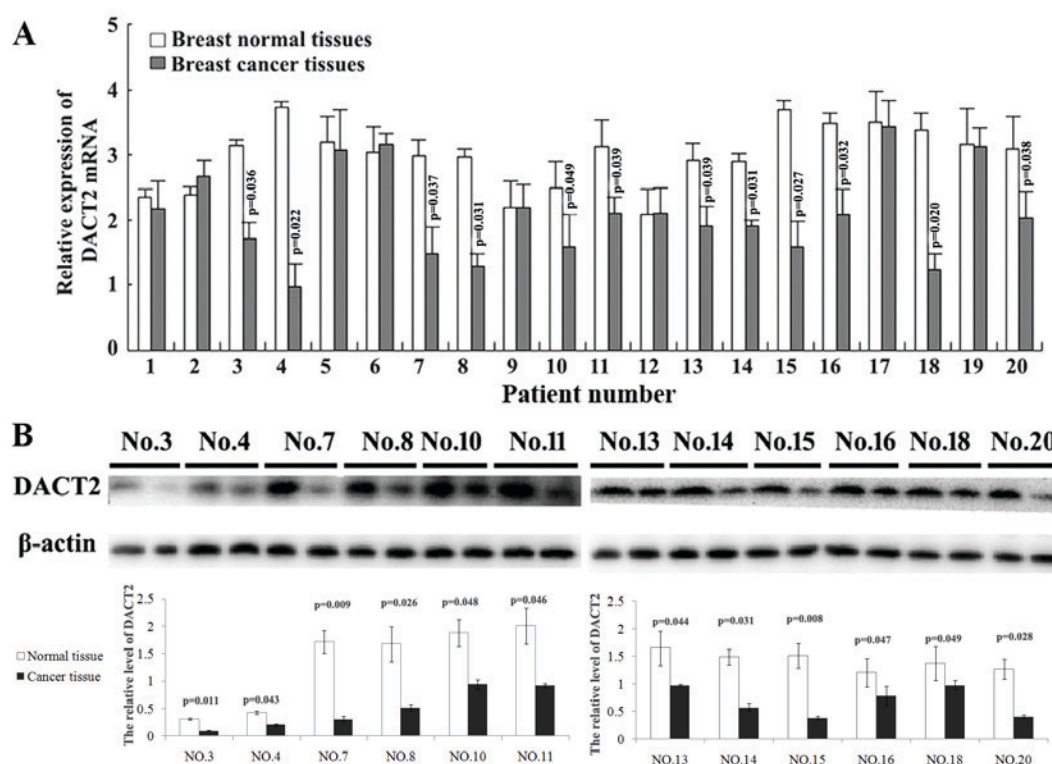 A
5
4
3
2
1
0
Relative expression of
DACT2 mRNA
Breast normal tissues
Breast cancer tissues
p=0.036
p=0.022
p=0.037
p=0.031
p=0.049
p=0.039
p=0.039
p=0.031
p=0.027
p=0.032
p=0.020
p=0.038
1 2 3 4 5 6 7 8 9 10 11 12 13 14 15 16 17 18 19 20
Patient number
B
No.3 No.4 No.7 No.8 No.10 No.11 No.13 No.14 No.15 No.16 No.18 No.20
DACT2
β-actin
The relative level of DACT2
2.5
2
1.5
1
0.5
0
p=0.011 p=0.043 p=0.009 p=0.026 p=0.048 p=0.046
Normal tissue
Cancer tissue
NO.3 NO.4 NO.7 NO.8 NO.10 NO.11
The relative level of DACT2
2.5
2
1.5
1
0.5
0
p=0.044 p=0.031 p=0.008 p=0.047 p=0.049 p=0.028
NO.13 NO.14 NO.15 NO.16 NO.18 NO.20